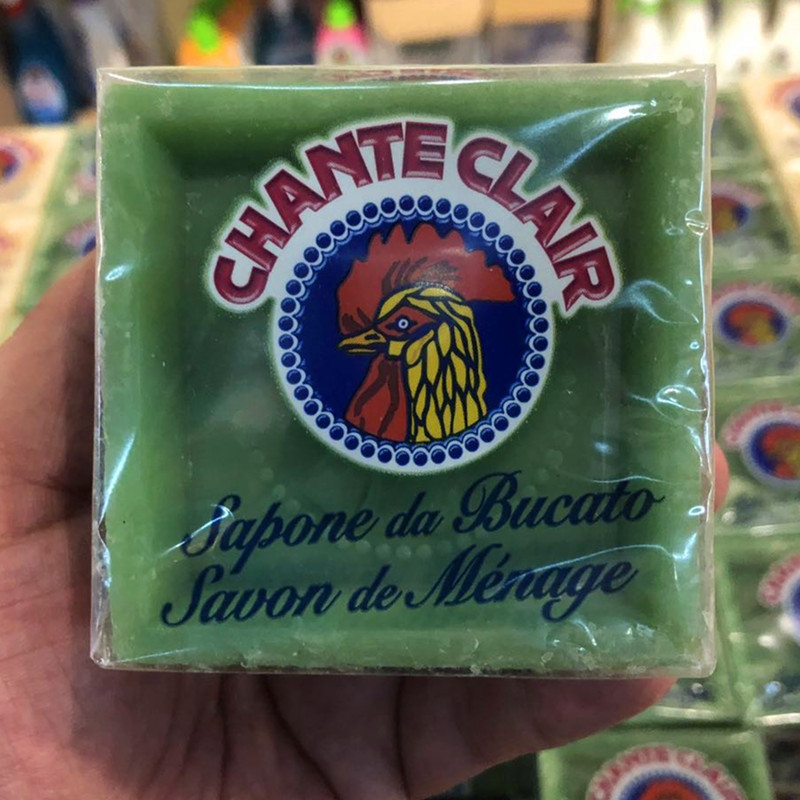 CHANTE CLAIR
Sapone da Bucato
Savon de Ménage